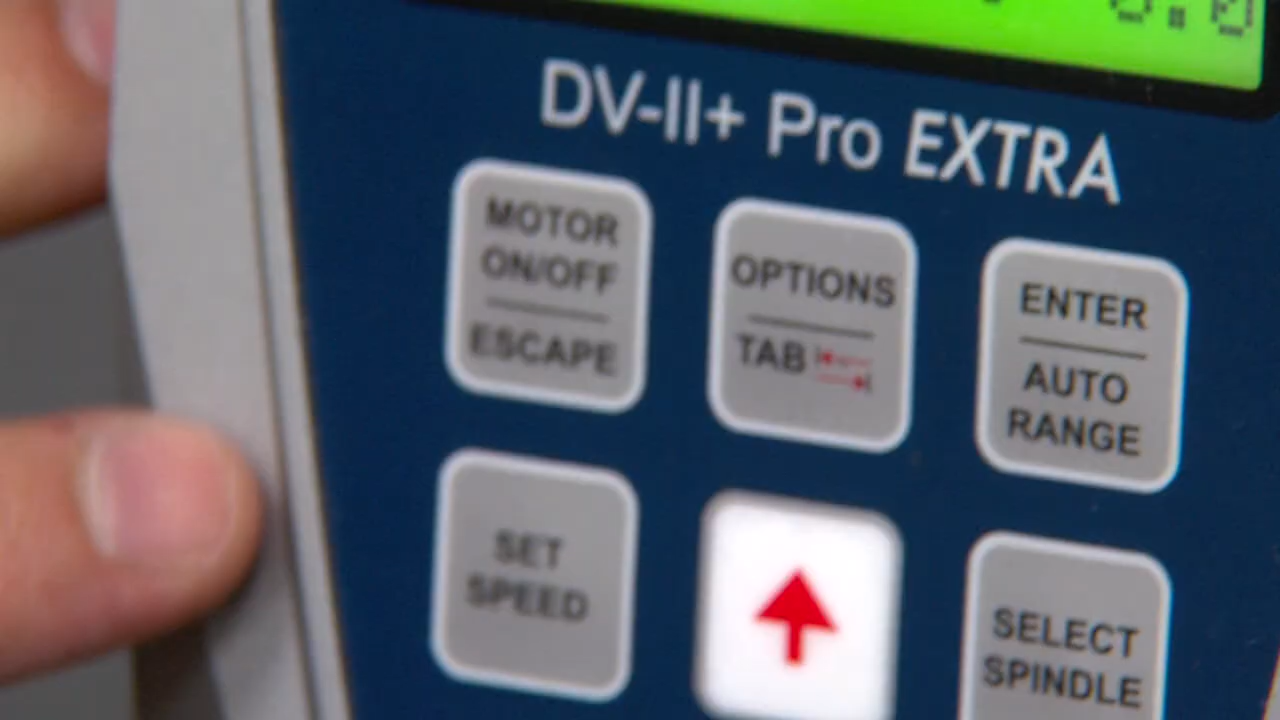 DV-II+ Pro EXTRA
MOTOR
ON/OFF
ESCAPE
OPTIONS
TAB
ENTER
AUTO
RANGE
SET
SPEED
SELECT
SPINDLE